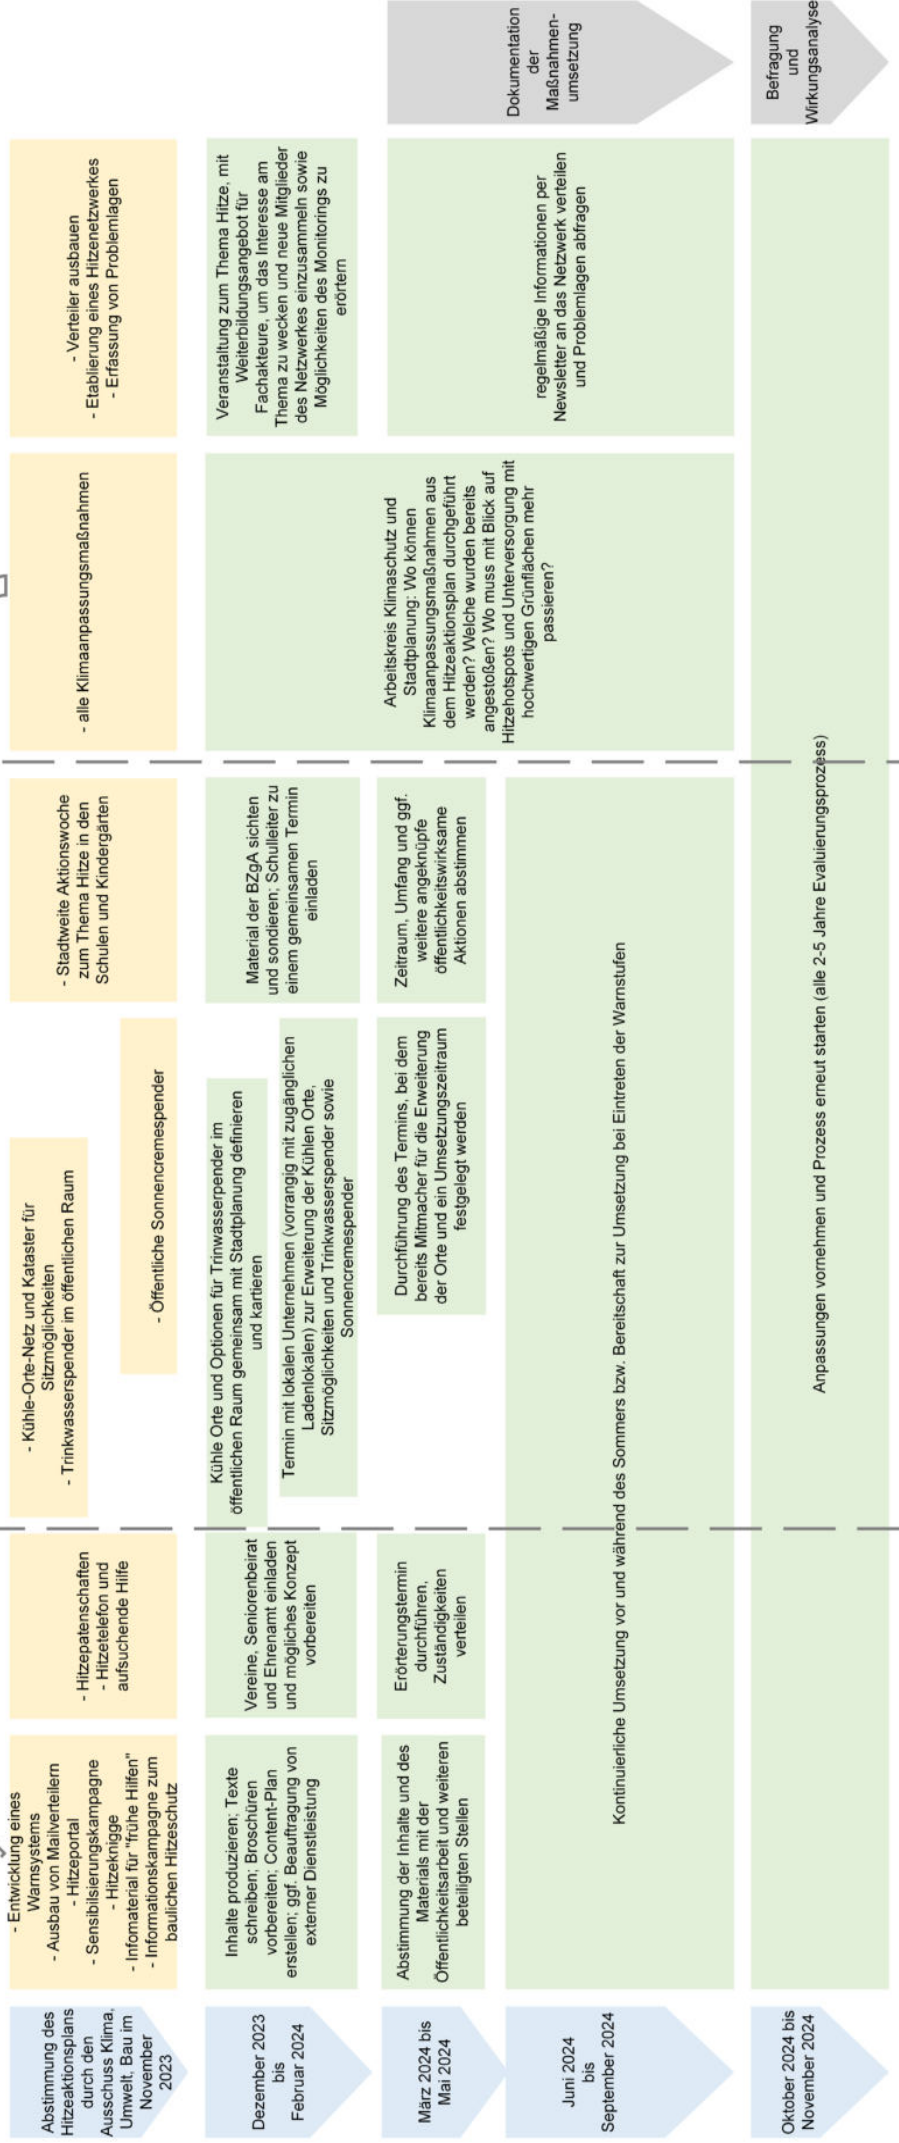 Abstimmung des
Hitzeaktionsplans
durch den
Ausschuss Klima,
Umwelt, Bau im
November
2023
- Entwicklung eines
Warnsystems
- Ausbau von Mailverteilern
- Hitzeportal
- Sensibilsierungskampagne
- Hitzeknigge
- Infomaterial für "frühe Hilfen"
- Informationskampagne zum
baulichen Hitzeschutz
- Hitzepatenschaften
- Hitzetelefon und
aufsuchende Hilfe
- Kühle-Orte-Netz und Kataster für
Sitzmöglichkeiten
- Trinkwasserspender im öffentlichen Raum
- Öffentliche Sonnencremespender
- Stadtweite Aktionswoche
zum Thema Hitze in den
Schulen und Kindergärten
- alle Klimaanpassungsmaßnahmen
- Verteiler ausbauen
- Etablierung eines Hitzenetzwerkes
- Erfassung von Problemlagen
Dezember 2023
bis
Februar 2024
Inhalte produzieren; Texte
schreiben; Broschüren
vorbereiten; Content-Plan
erstellen; ggf. Beauftragung von
externer Dienstleistung
Vereine, Seniorenbeirat
und Ehrenamt einladen
und mögliches Konzept
vorbereiten
Kühle Orte und Optionen für Trinwasserpender im
öffentlichen Raum gemeinsam mit Stadtplanung definieren
und kartieren
Termin mit lokalen Unternehmen (vorrangig mit zugänglichen
Ladenlokalen) zur Erweiterung der Kühlen Orte,
Sitzmöglichkeiten und Trinkwasserspender sowie
Sonnencremespender
Material der BZgA sichten
und sondieren; Schulleiter zu
einem gemeinsamen Termin
einladen
Arbeitskreis Klimaschutz und
Stadtplanung: Wo können
Klimaanpassungsmaßnahmen aus
dem Hitzeaktionsplan durchgeführt
werden? Welche wurden bereits
angestoßen? Wo muss mit Blick auf
Hitzehotspots und Unterversorgung mit
hochwertigen Grünflächen mehr
passieren?
Veranstaltung zum Thema Hitze, mit
Weiterbildungsangebot für
Fachakteure, um das Interesse am
Thema zu wecken und neue Mitglieder
des Netzwerkes einzusammeln sowie
Möglichkeiten des Monitorings zu
erörtern
März 2024 bis
Mai 2024
Abstimmung der Inhalte und des
Materials mit der
Öffentlichkeitsarbeit und weiteren
beteiligten Stellen
Erörterungstermin
durchführen,
Zuständigkeiten
verteilen
Durchführung des Termins, bei dem
bereits Mitmacher für die Erweiterung
der Orte und ein Umsetzungszeitraum
festgelegt werden
Zeitraum, Umfang und ggf.
weitere angeknüpfe
öffentlichkeitswirksame
Aktionen abstimmen
regelmäßige Informationen per
Newsletter an das Netzwerk verteilen
und Problemlagen abfragen
Dokumentation
der
Maßnahmen-
umsetzung
Juni 2024
bis
September 2024
Kontinuierliche Umsetzung vor und während des Sommers bzw. Bereitschaft zur Umsetzung bei Eintreten der Warnstufen
Oktober 2024 bis
November 2024
Anpassungen vornehmen und Prozess erneut starten (alle 2-5 Jahre Evaluierungsprozess)
Befragung
und
Wirkungsanalyse